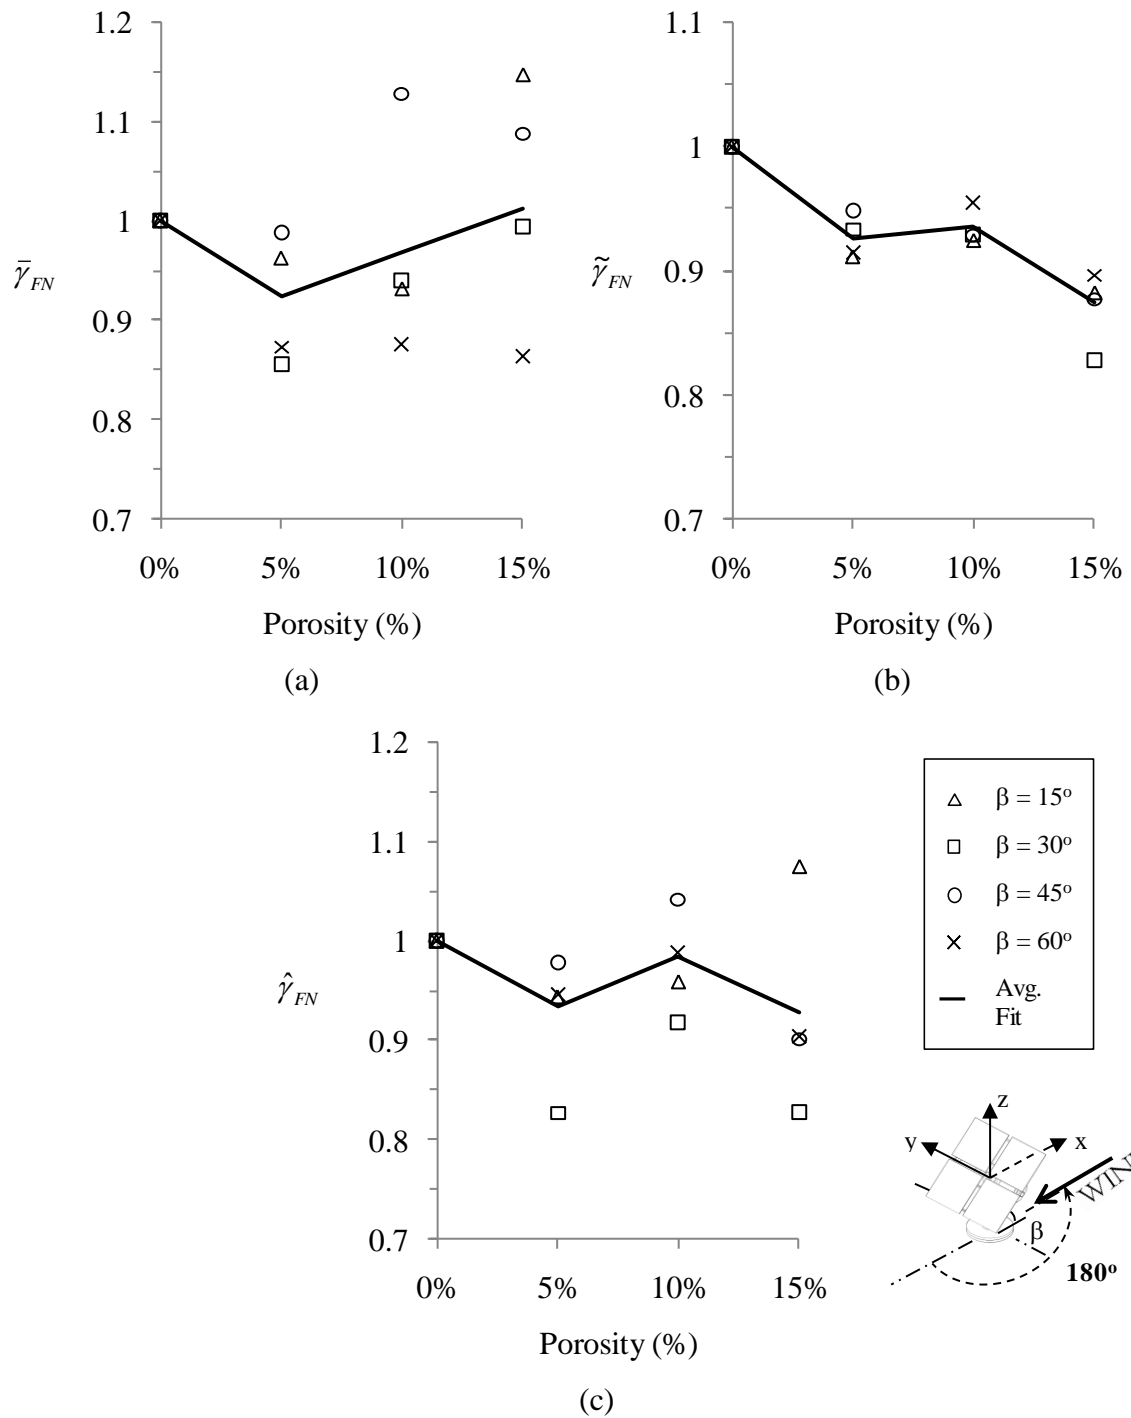 1.2
1.1
1
0.9
0.8
0.7
γ̄ FN
0% 5% 10% 15%
Porosity (%)
(a)
1.1
1
0.9
0.8
0.7
γ̃ FN
0% 5% 10% 15%
Porosity (%)
(b)
1.2
1.1
1
0.9
0.8
0.7
γ̂ FN
0% 5% 10% 15%
Porosity (%)
(c)
β = 15º
β = 30º
β = 45º
β = 60º
Avg.
Fit
z
y
x
β
180º